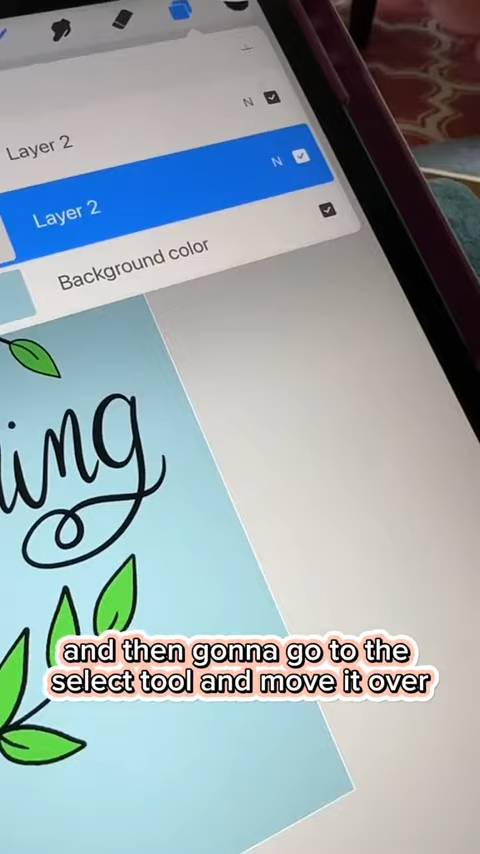 N
Layer 2
N
Layer 2
Background color
ing
and then gonna go to the
select tool and move it over